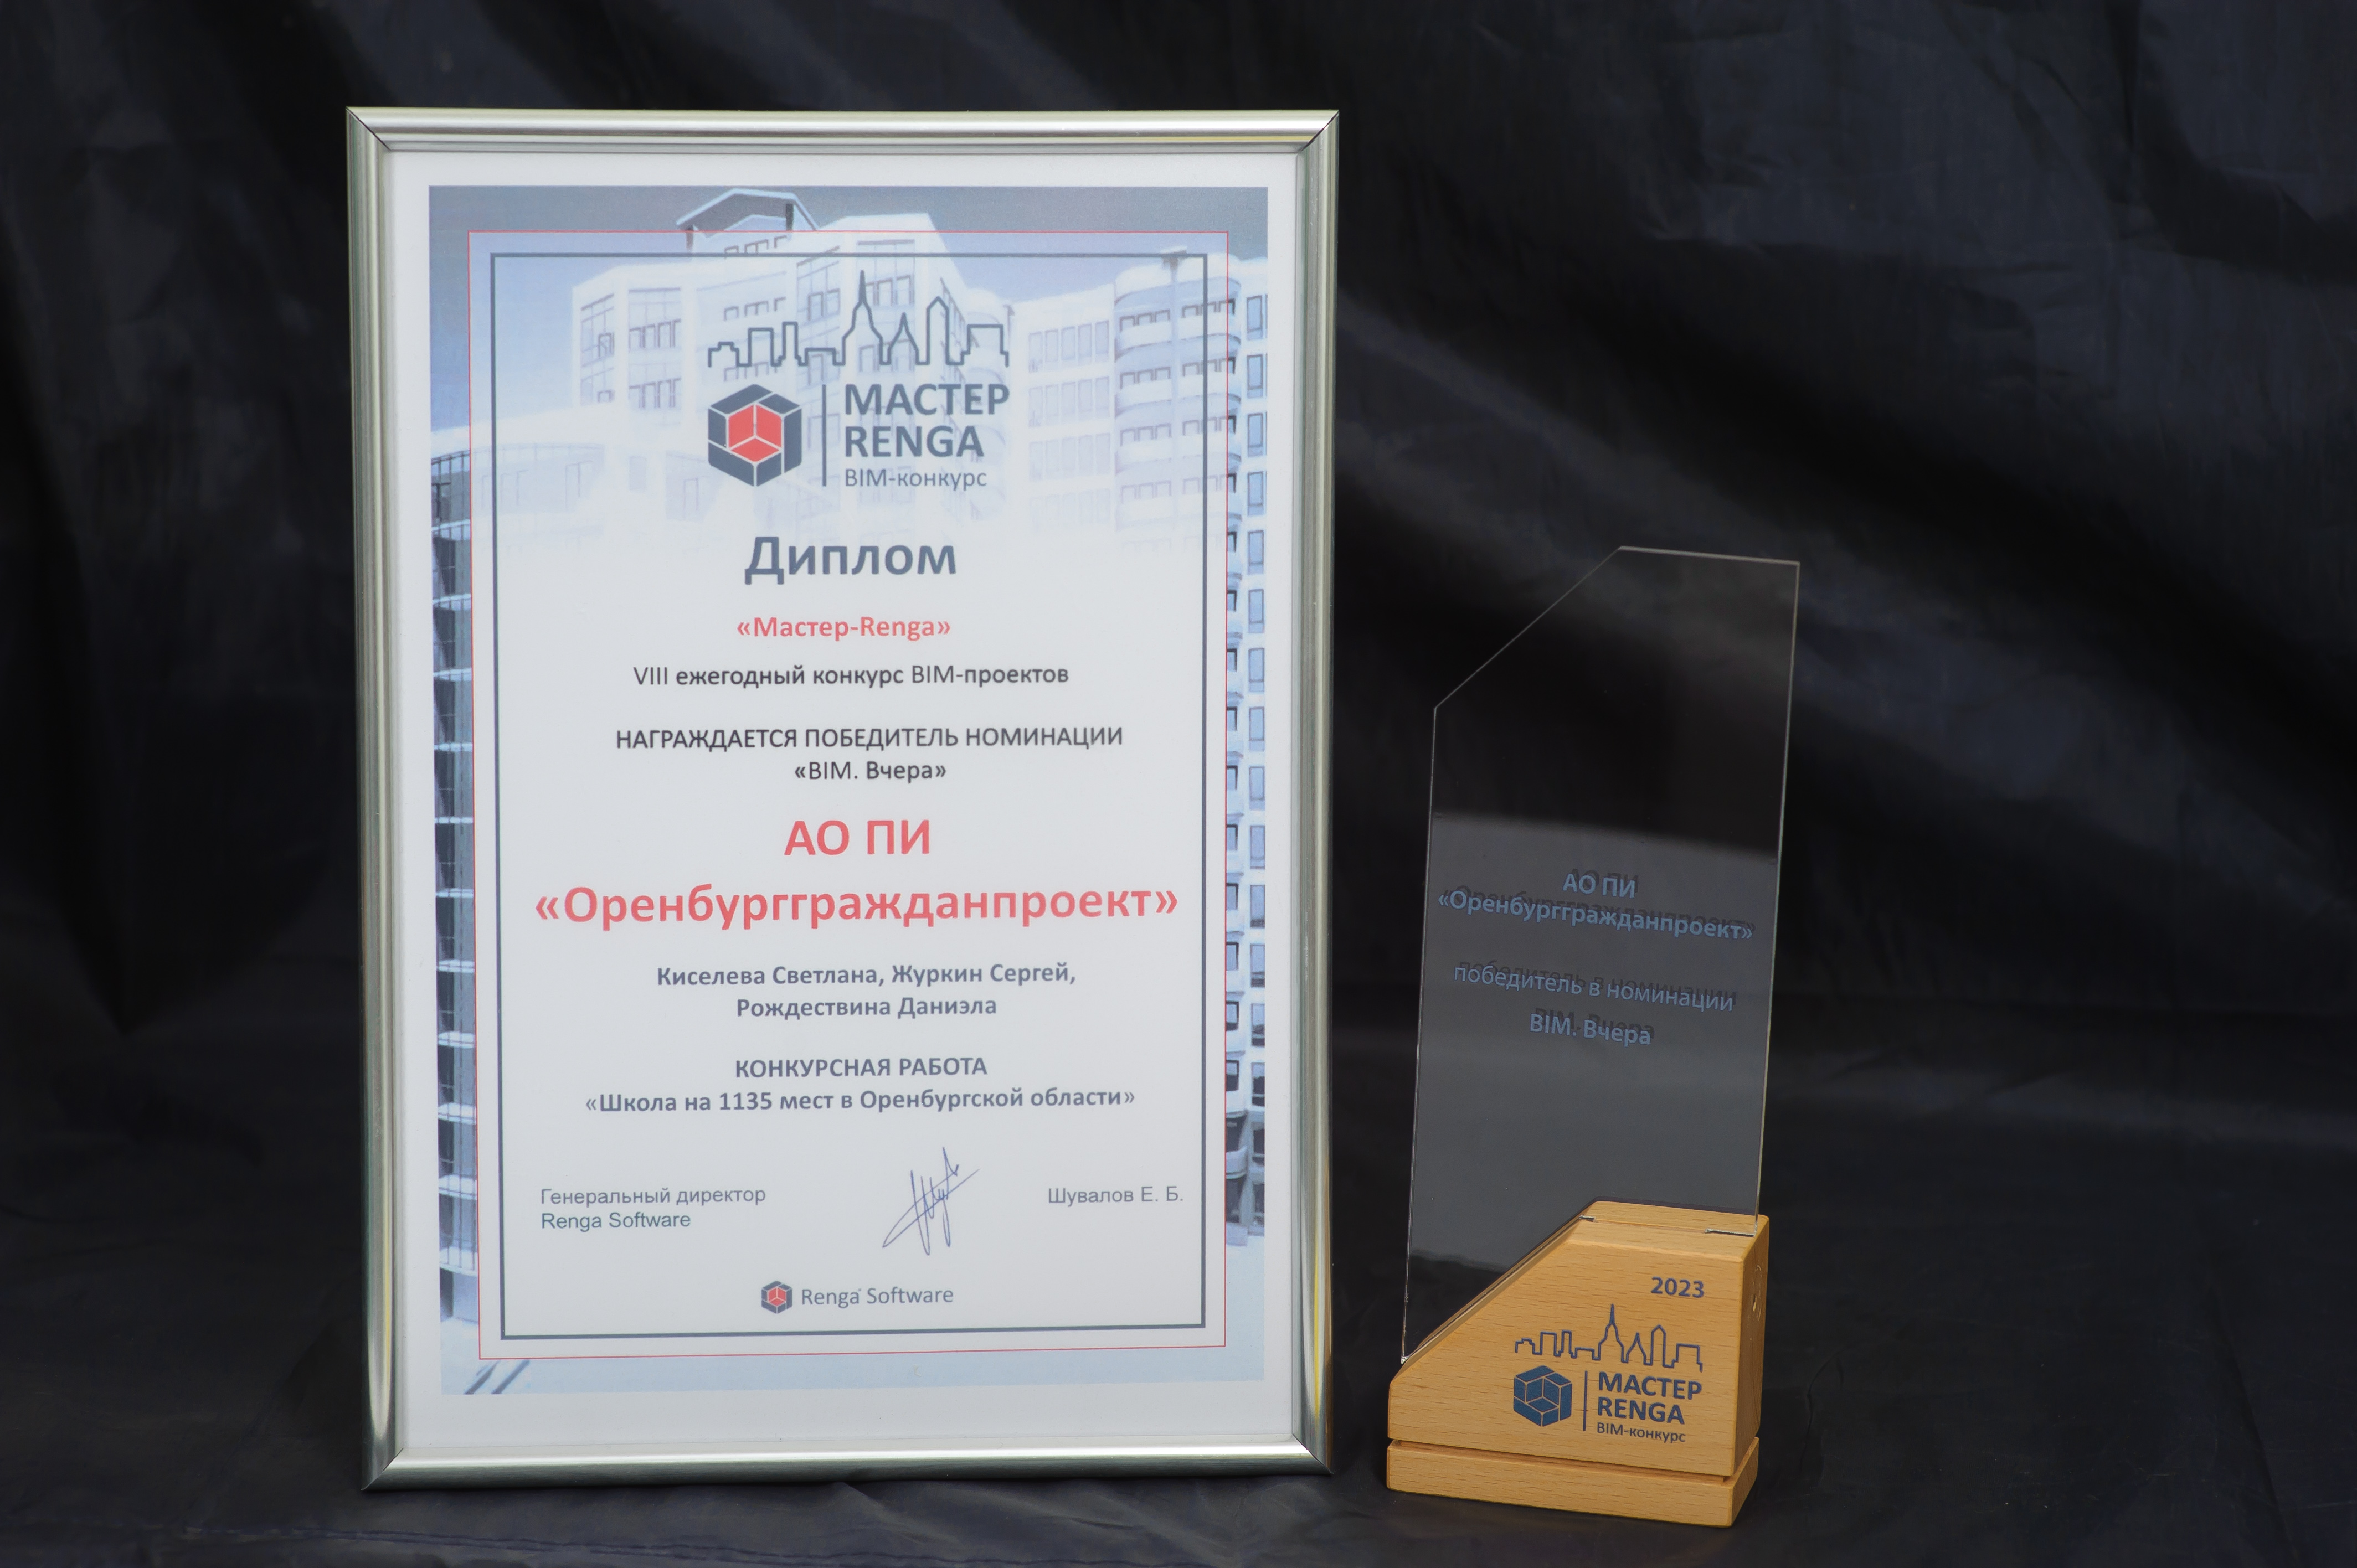 МАСТЕР
RENGA
BIM-конкурс
Диплом
«Мастер-Renga»
VIII ежегодный конкурс BIM-проектов
НАГРАЖДАЕТСЯ ПОБЕДИТЕЛЬ НОМИНАЦИИ
«BIM. Вчера»
АО ПИ
«Оренбурггражданпроект»
Киселева Светлана, Журкин Сергей,
Рождествина Даниэла
КОНКУРСНАЯ РАБОТА
«Школа на 1135 мест в Оренбургской области»
Генеральный директор
Renga Software
Шувалов Е. Б.
Renga Software
АО ПИ
«Оренбурггражданпроект»
победитель в номинации
BIM. Вчера
2023
МАСТЕР
RENGA
BIM-конкурс